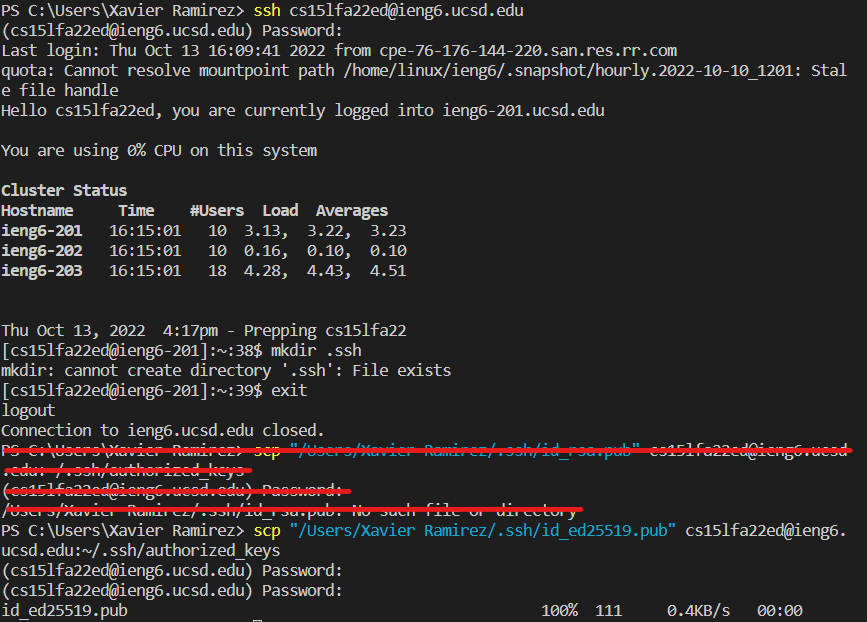 PS C:\Users\Xavier Ramirez> ssh cs15lfa22ed@ieng6.ucsd.edu
(cs15lfa22ed@ieng6.ucsd.edu) Password:
Last login: Thu Oct 13 16:09:41 2022 from cpe-76-176-144-220.san.res.rr.com
quota: Cannot resolve mountpoint path /home/linux/ieng6/.snapshot/hourly.2022-10-10_1201: Stal
e file handle
Hello cs15lfa22ed, you are currently logged into ieng6-201.ucsd.edu
You are using 0% CPU on this system
Cluster Status
Hostname     Time    #Users  Load  Averages
ieng6-201   16:15:01   10  3.13,  3.22,  3.23
ieng6-202   16:15:01   10  0.16,  0.10,  0.10
ieng6-203   16:15:01   18  4.28,  4.43,  4.51
Thu Oct 13, 2022  4:17pm - Prepping cs15lfa22
[cs15lfa22ed@ieng6-201]:~:38$ mkdir .ssh
mkdir: cannot create directory '.ssh': File exists
[cs15lfa22ed@ieng6-201]:~:39$ exit
logout
Connection to ieng6.ucsd.edu closed.
PS C:\Users\Xavier Ramirez> scp "/Users/Xavier Ramirez/.ssh/id_rsa.pub" cs15lfa22ed@ieng6.ucsd
.edu:~/.ssh/authorized_keys
(cs15lfa22ed@ieng6.ucsd.edu) Password:
/Users/Xavier Ramirez/.ssh/id_rsa.pub: No such file or directory
PS C:\Users\Xavier Ramirez> scp "/Users/Xavier Ramirez/.ssh/id_ed25519.pub" cs15lfa22ed@ieng6.
ucsd.edu:~/.ssh/authorized_keys
(cs15lfa22ed@ieng6.ucsd.edu) Password:
(cs15lfa22ed@ieng6.ucsd.edu) Password:
id_ed25519.pub                                              100%  111     0.4KB/s   00:00